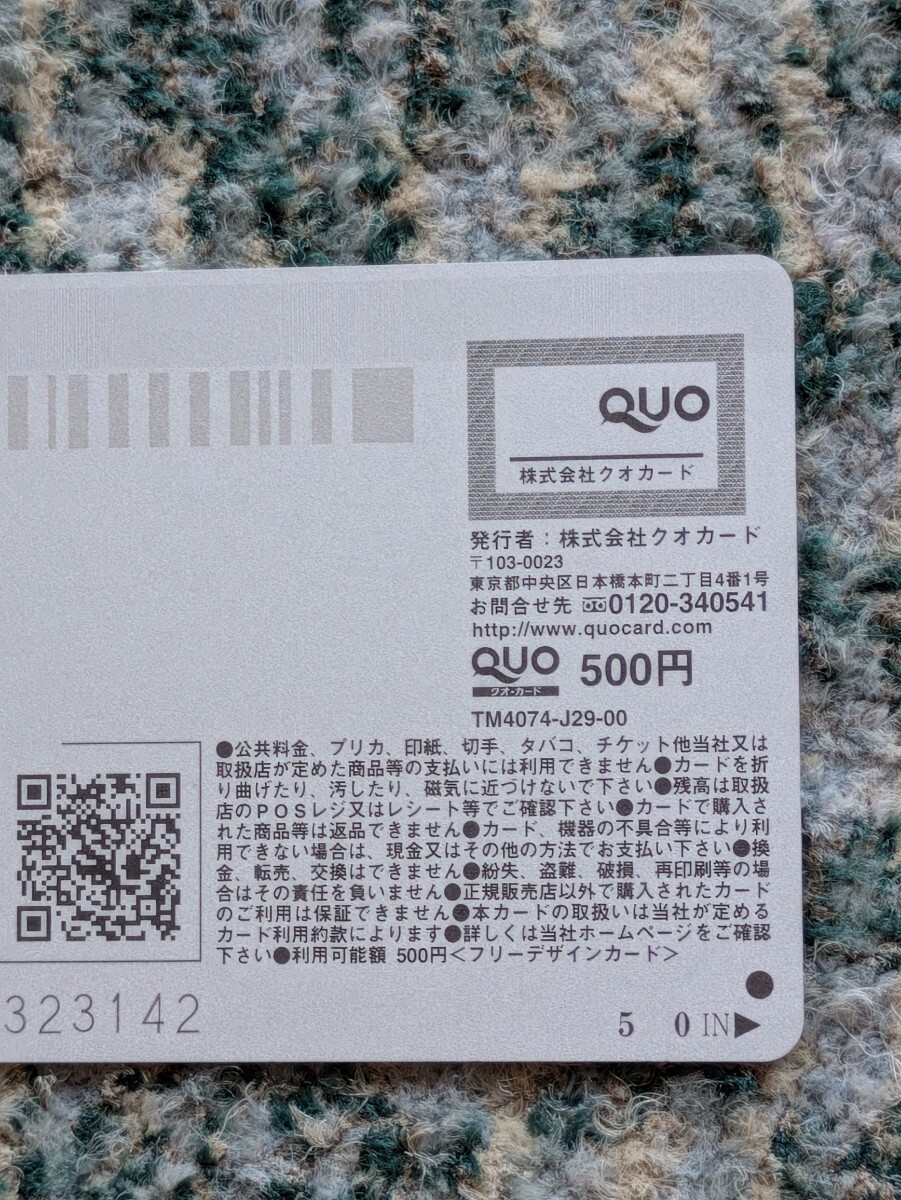 QUO
株式会社クオカード
発行者：株式会社クオカード
〒103-0023
東京都中央区日本橋本町二丁目4番1号
お問合せ先 0120-340541
http://www.quocard.com
QUO 500円
クオ・カード
TM4074-J29-00
●公共料金、プリカ、印紙、切手、タバコ、チケット他当社又は
取扱店が定めた商品等の支払いには利用できません●カードを折
り曲げたり、汚したり、磁気に近づけないで下さい●残高は取扱
店のPOSレジ又はレシート等でご確認下さい●カードで購入さ
れた商品等は返品できません●カード、機器の不具合等により利
用できない場合は、現金又はその他の方法でお支払い下さい●換
金、転売、交換はできません●紛失、盗難、破損、再印刷等の場
合はその責任を負いません●正規販売店以外で購入されたカード
のご利用は保証できません●本カードの取扱いは当社が定める
カード利用約款によります●詳しくは当社ホームページをご確認
下さい●利用可能額 500円<フリーデザインカード>
323142
5 0 IN▶